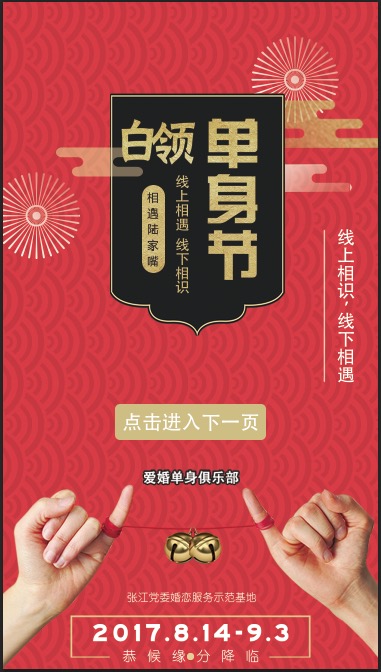 白领
单身节
线上相遇 线下相识
相遇陆家嘴
线上相识，线下相遇
点击进入下一页
爱婚单身俱乐部
张江党委婚恋服务示范基地
2017.8.14-9.3
恭候缘分降临